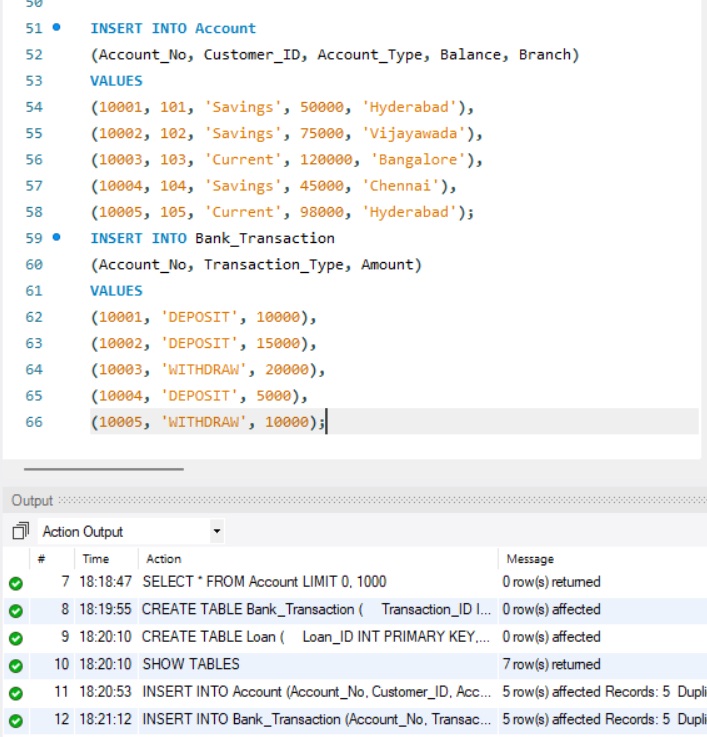 50
51 INSERT INTO Account
52 (Account_No, Customer_ID, Account_Type, Balance, Branch)
53 VALUES
54 (10001, 101, 'Savings', 50000, 'Hyderabad'),
55 (10002, 102, 'Savings', 75000, 'Vijayawada'),
56 (10003, 103, 'Current', 120000, 'Bangalore'),
57 (10004, 104, 'Savings', 45000, 'Chennai'),
58 (10005, 105, 'Current', 98000, 'Hyderabad');
59 INSERT INTO Bank_Transaction
60 (Account_No, Transaction_Type, Amount)
61 VALUES
62 (10001, 'DEPOSIT', 10000),
63 (10002, 'DEPOSIT', 15000),
64 (10003, 'WITHDRAW', 20000),
65 (10004, 'DEPOSIT', 5000),
66 (10005, 'WITHDRAW', 10000);
Output
Action Output
# Time Action Message
7 18:18:47 SELECT * FROM Account LIMIT 0, 1000 0 row(s) returned
8 18:19:55 CREATE TABLE Bank_Transaction ( Transaction_ID I... 0 row(s) affected
9 18:20:10 CREATE TABLE Loan ( Loan_ID INT PRIMARY KEY,... 0 row(s) affected
10 18:20:10 SHOW TABLES 7 row(s) returned
11 18:20:53 INSERT INTO Account (Account_No, Customer_ID, Acc... 5 row(s) affected Records: 5 Dupli
12 18:21:12 INSERT INTO Bank_Transaction (Account_No, Transac... 5 row(s) affected Records: 5 Dupli